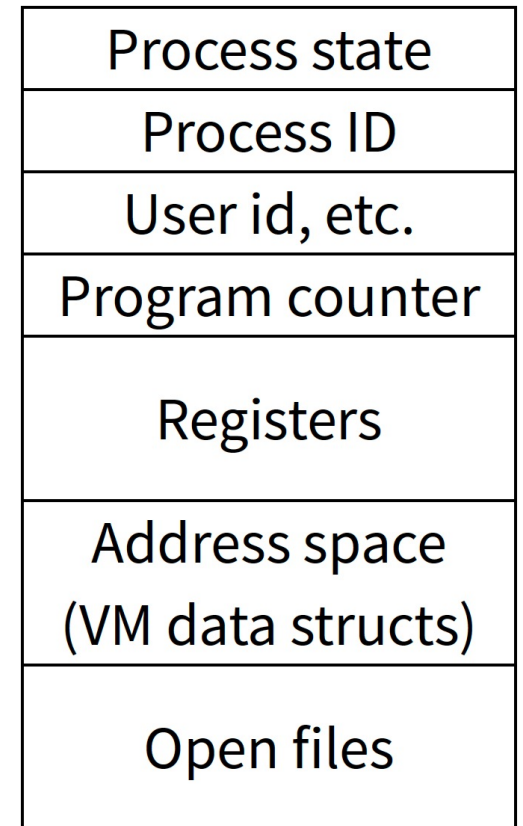 Process state
Process ID
User id, etc.
Program counter
Registers
Address space
(VM data structs)
Open files